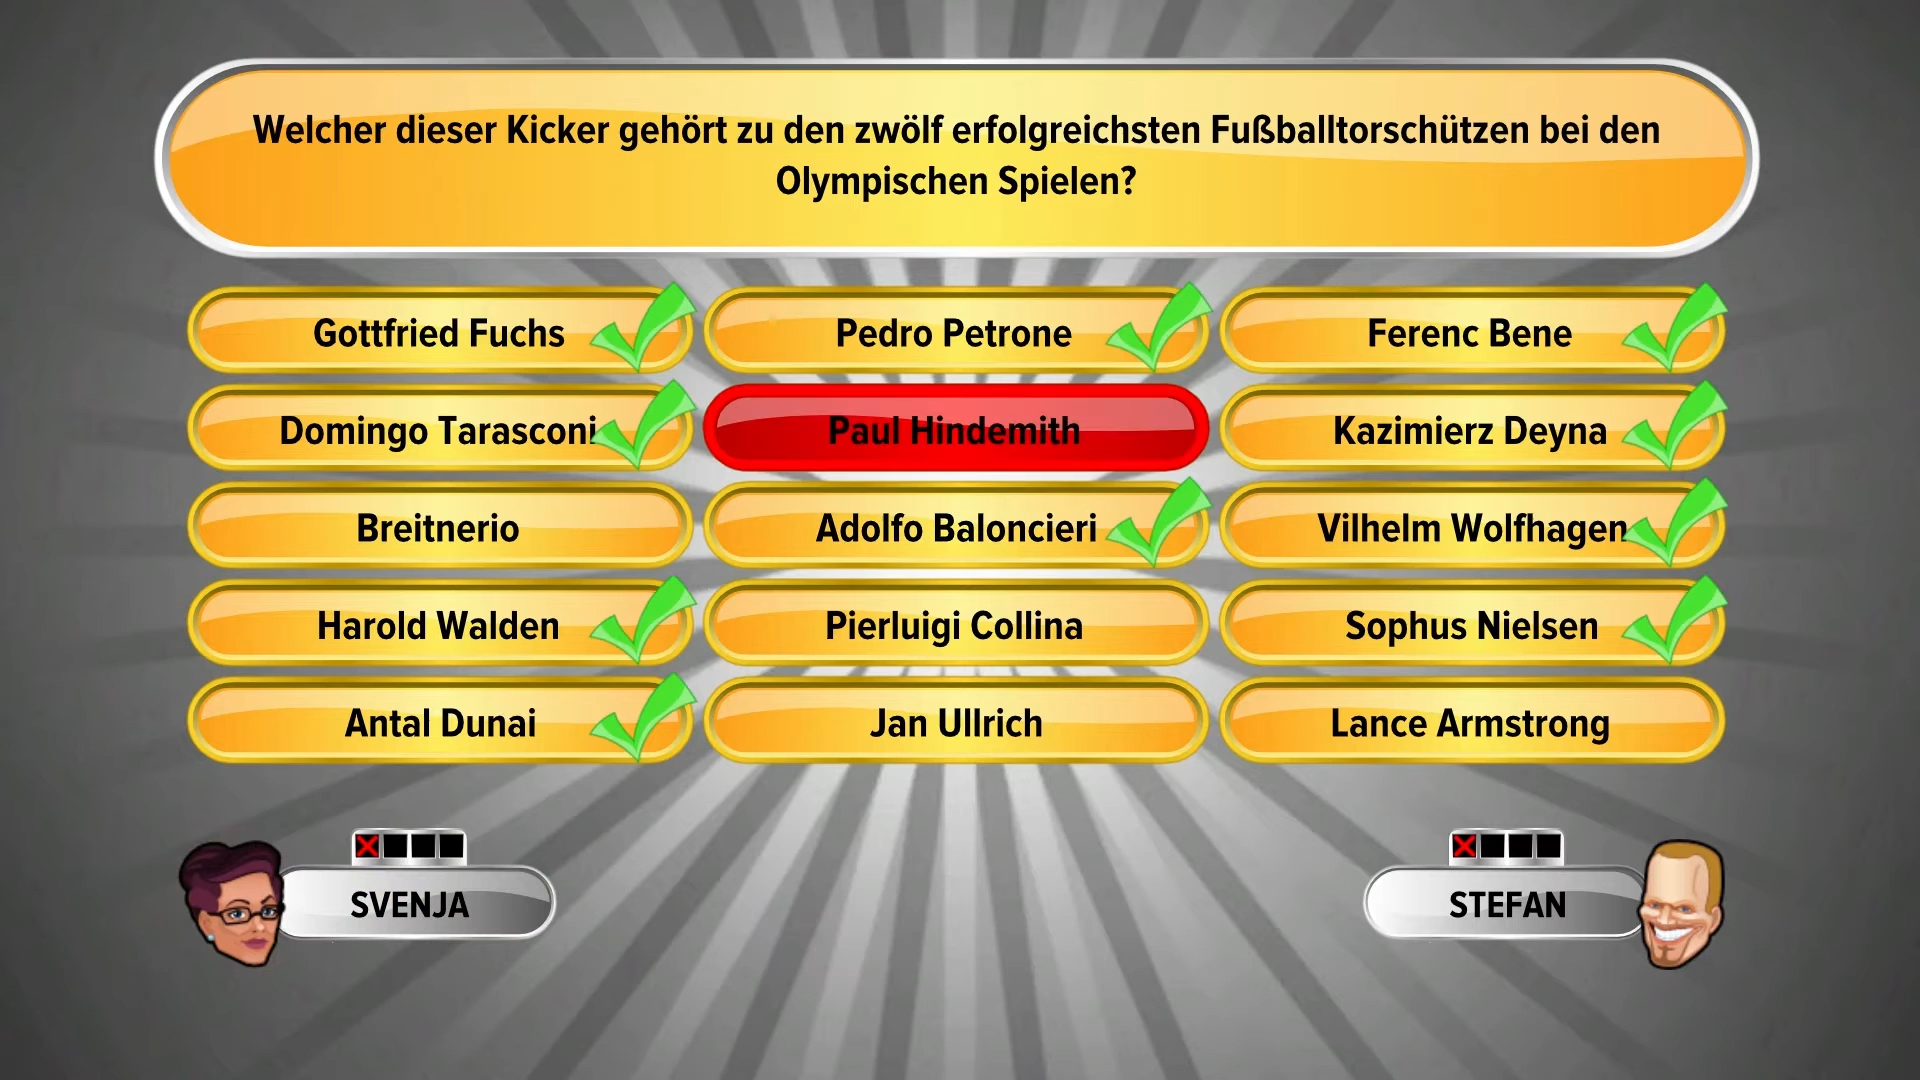 Welcher dieser Kicker gehört zu den zwölf erfolgreichsten Fußballtorschützen bei den
Olympischen Spielen?
Gottfried Fuchs
Pedro Petrone
Ferenc Bene
Domingo Tarasconi
Paul Hindemith
Kazimierz Deyna
Breitnerio
Adolfo Baloncieri
Vilhelm Wolfhagen
Harold Walden
Pierluigi Collina
Sophus Nielsen
Antal Dunai
Jan Ullrich
Lance Armstrong
SVENJA
STEFAN